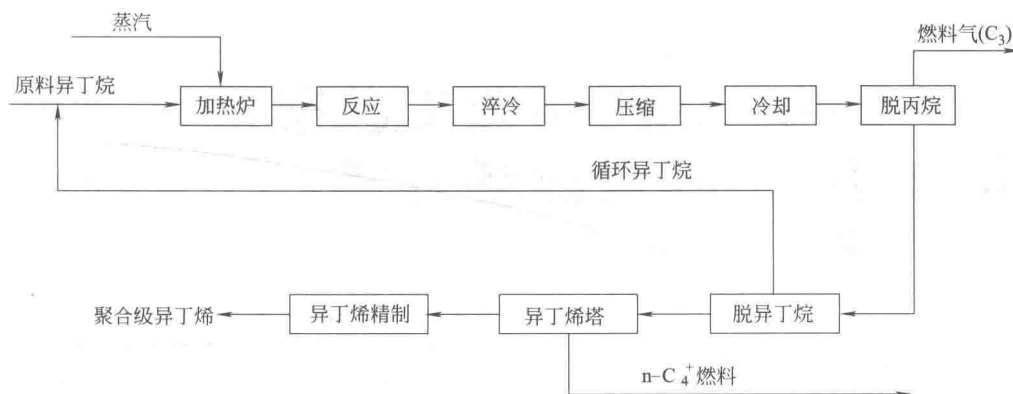 蒸汽
燃料气(C₃)
原料异丁烷
加热炉
反应
淬冷
压缩
冷却
脱丙烷
循环异丁烷
聚合级异丁烯
异丁烯精制
异丁烯塔
脱异丁烷
n-C₄⁺燃料